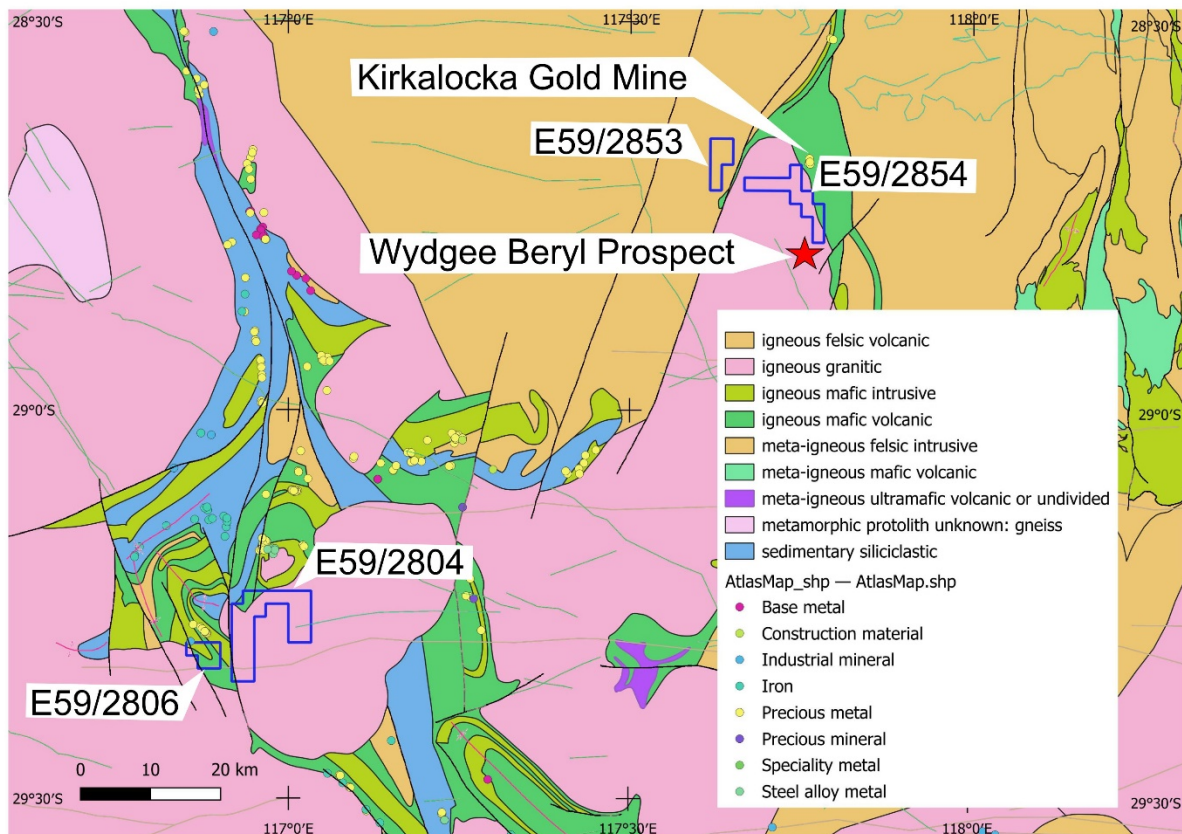 28°30'S
117°0'E
117°30'E
118°0'E
28°30'S
Kirkalocka Gold Mine
E59/2853
E59/2854
Wydgee Beryl Prospect
igneous felsic volcanic
igneous granitic
igneous mafic intrusive
igneous mafic volcanic
meta-igneous felsic intrusive
meta-igneous mafic volcanic
meta-igneous ultramafic volcanic or undivided
metamorphic protolith unknown: gneiss
sedimentary siliciclastic
AtlasMap_shp — AtlasMap.shp
Base metal
Construction material
Industrial mineral
Iron
Precious metal
Precious mineral
Speciality metal
Steel alloy metal
29°0'S
29°0'S
E59/2804
E59/2806
0 10 20 km
29°30'S
29°30'S
117°0'E
117°30'E
118°0'E